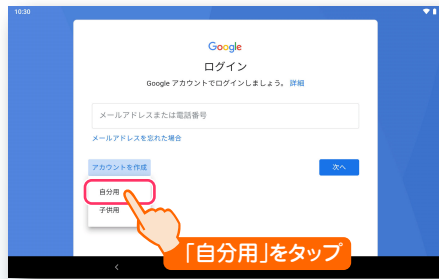 10:30
Google
ログイン
Google アカウントでログインしましょう。 詳細
メールアドレスまたは電話番号
メールアドレスを忘れた場合
アカウントを作成
次へ
自分用
子供用
「自分用」をタップ